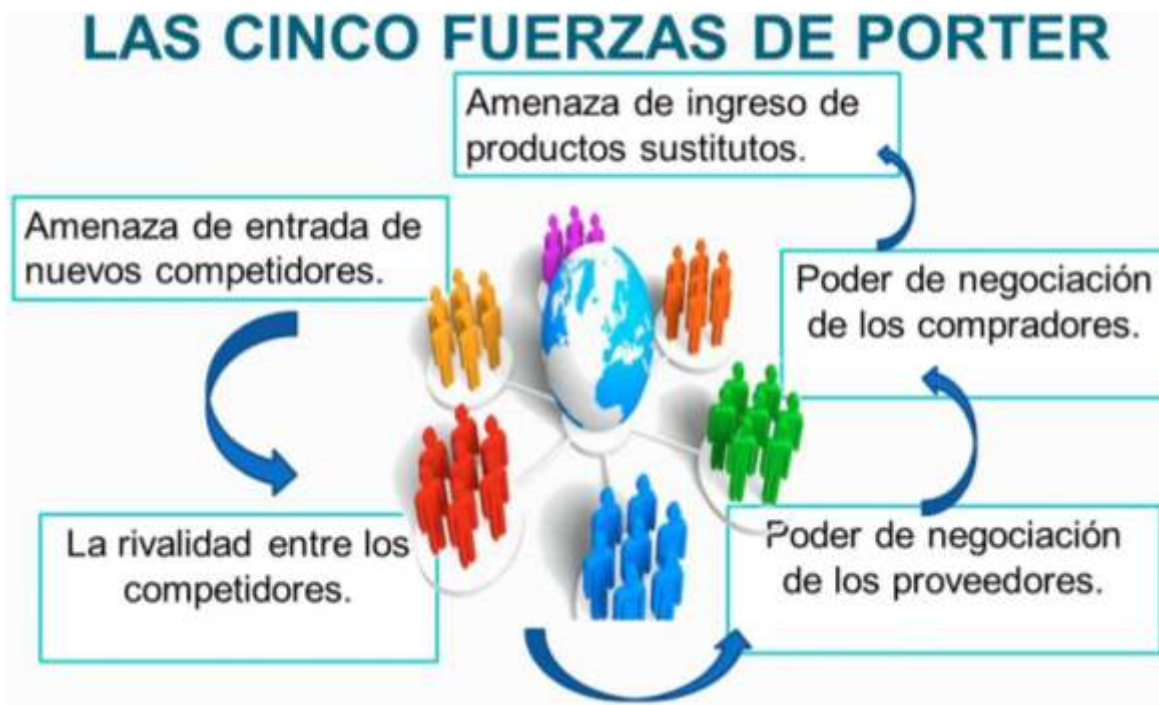 LAS CINCO FUERZAS DE PORTER
Amenaza de ingreso de
productos sustitutos.
Amenaza de entrada de
nuevos competidores.
Poder de negociación
de los compradores.
La rivalidad entre los
competidores.
Poder de negociación
de los proveedores.